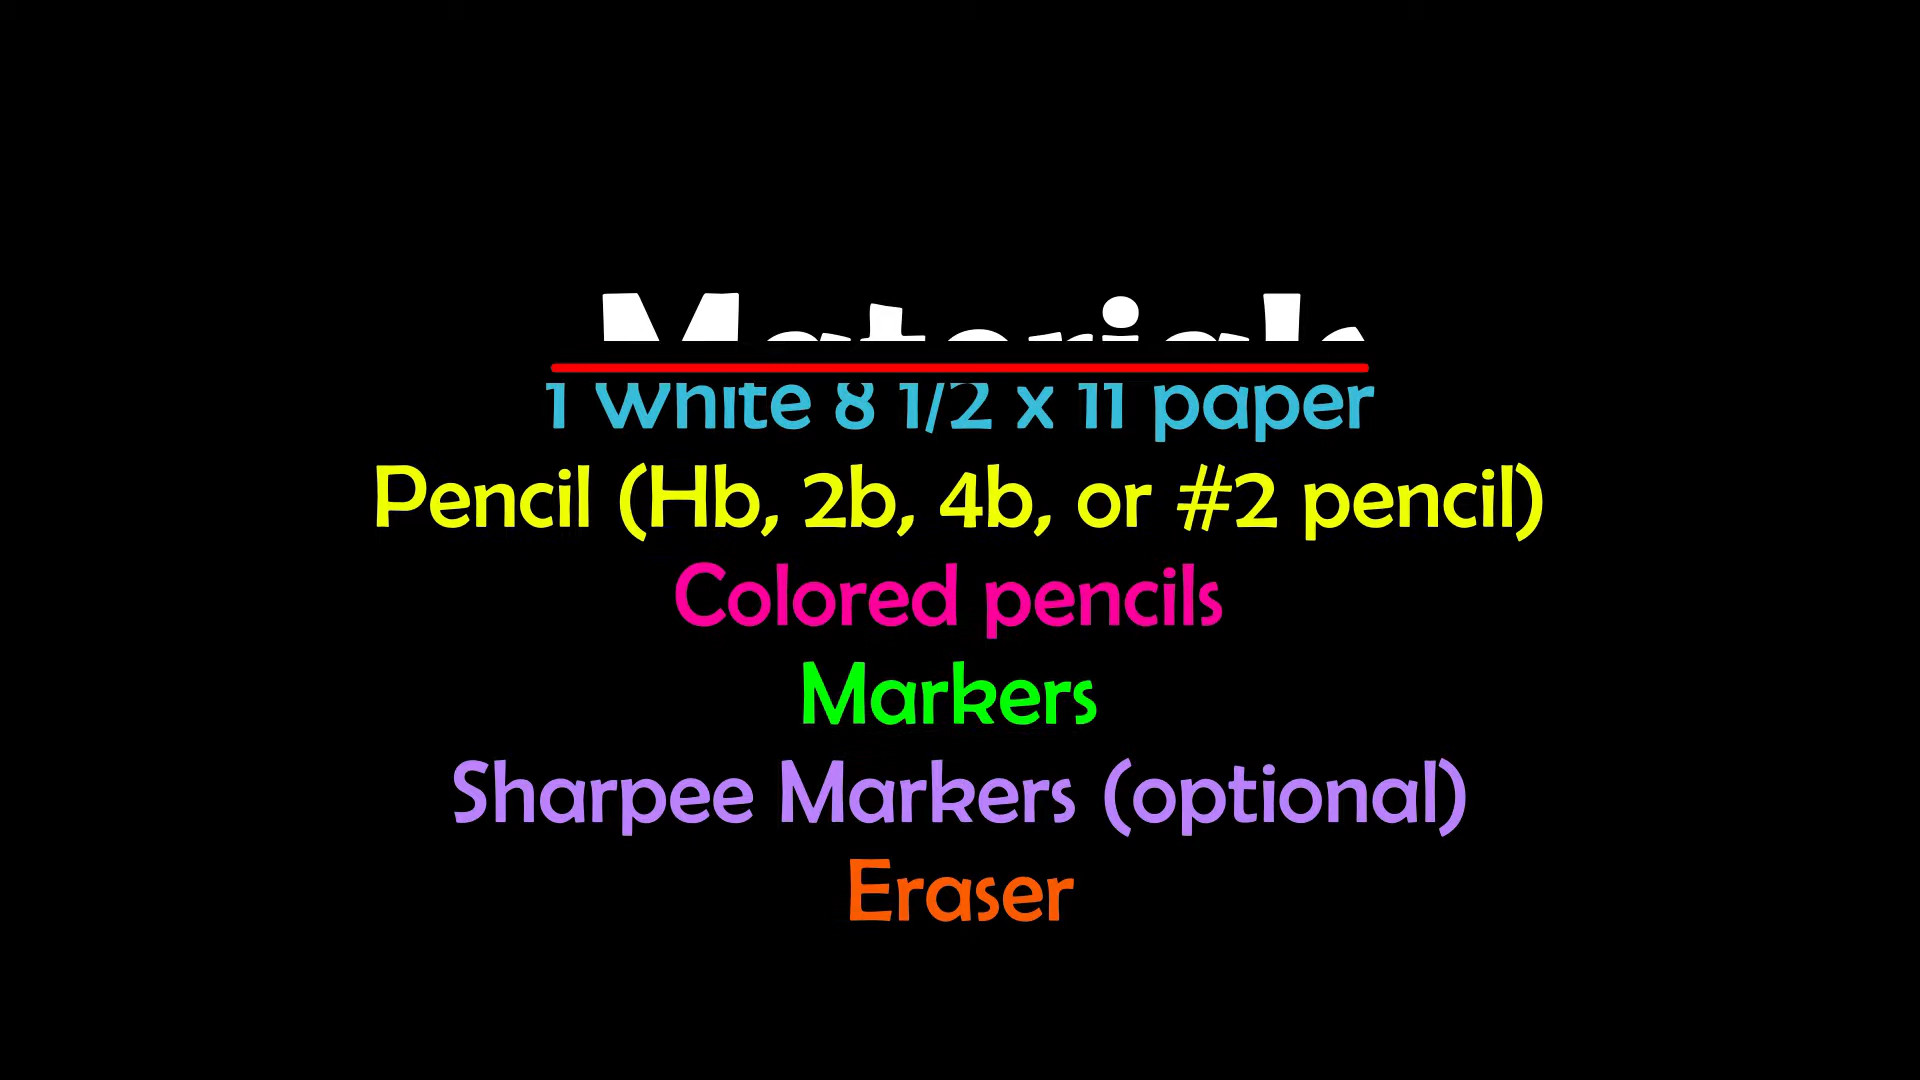 Materials
1 white 8 1/2 x 11 paper
Pencil (Hb, 2b, 4b, or #2 pencil)
Colored pencils
Markers
Sharpee Markers (optional)
Eraser